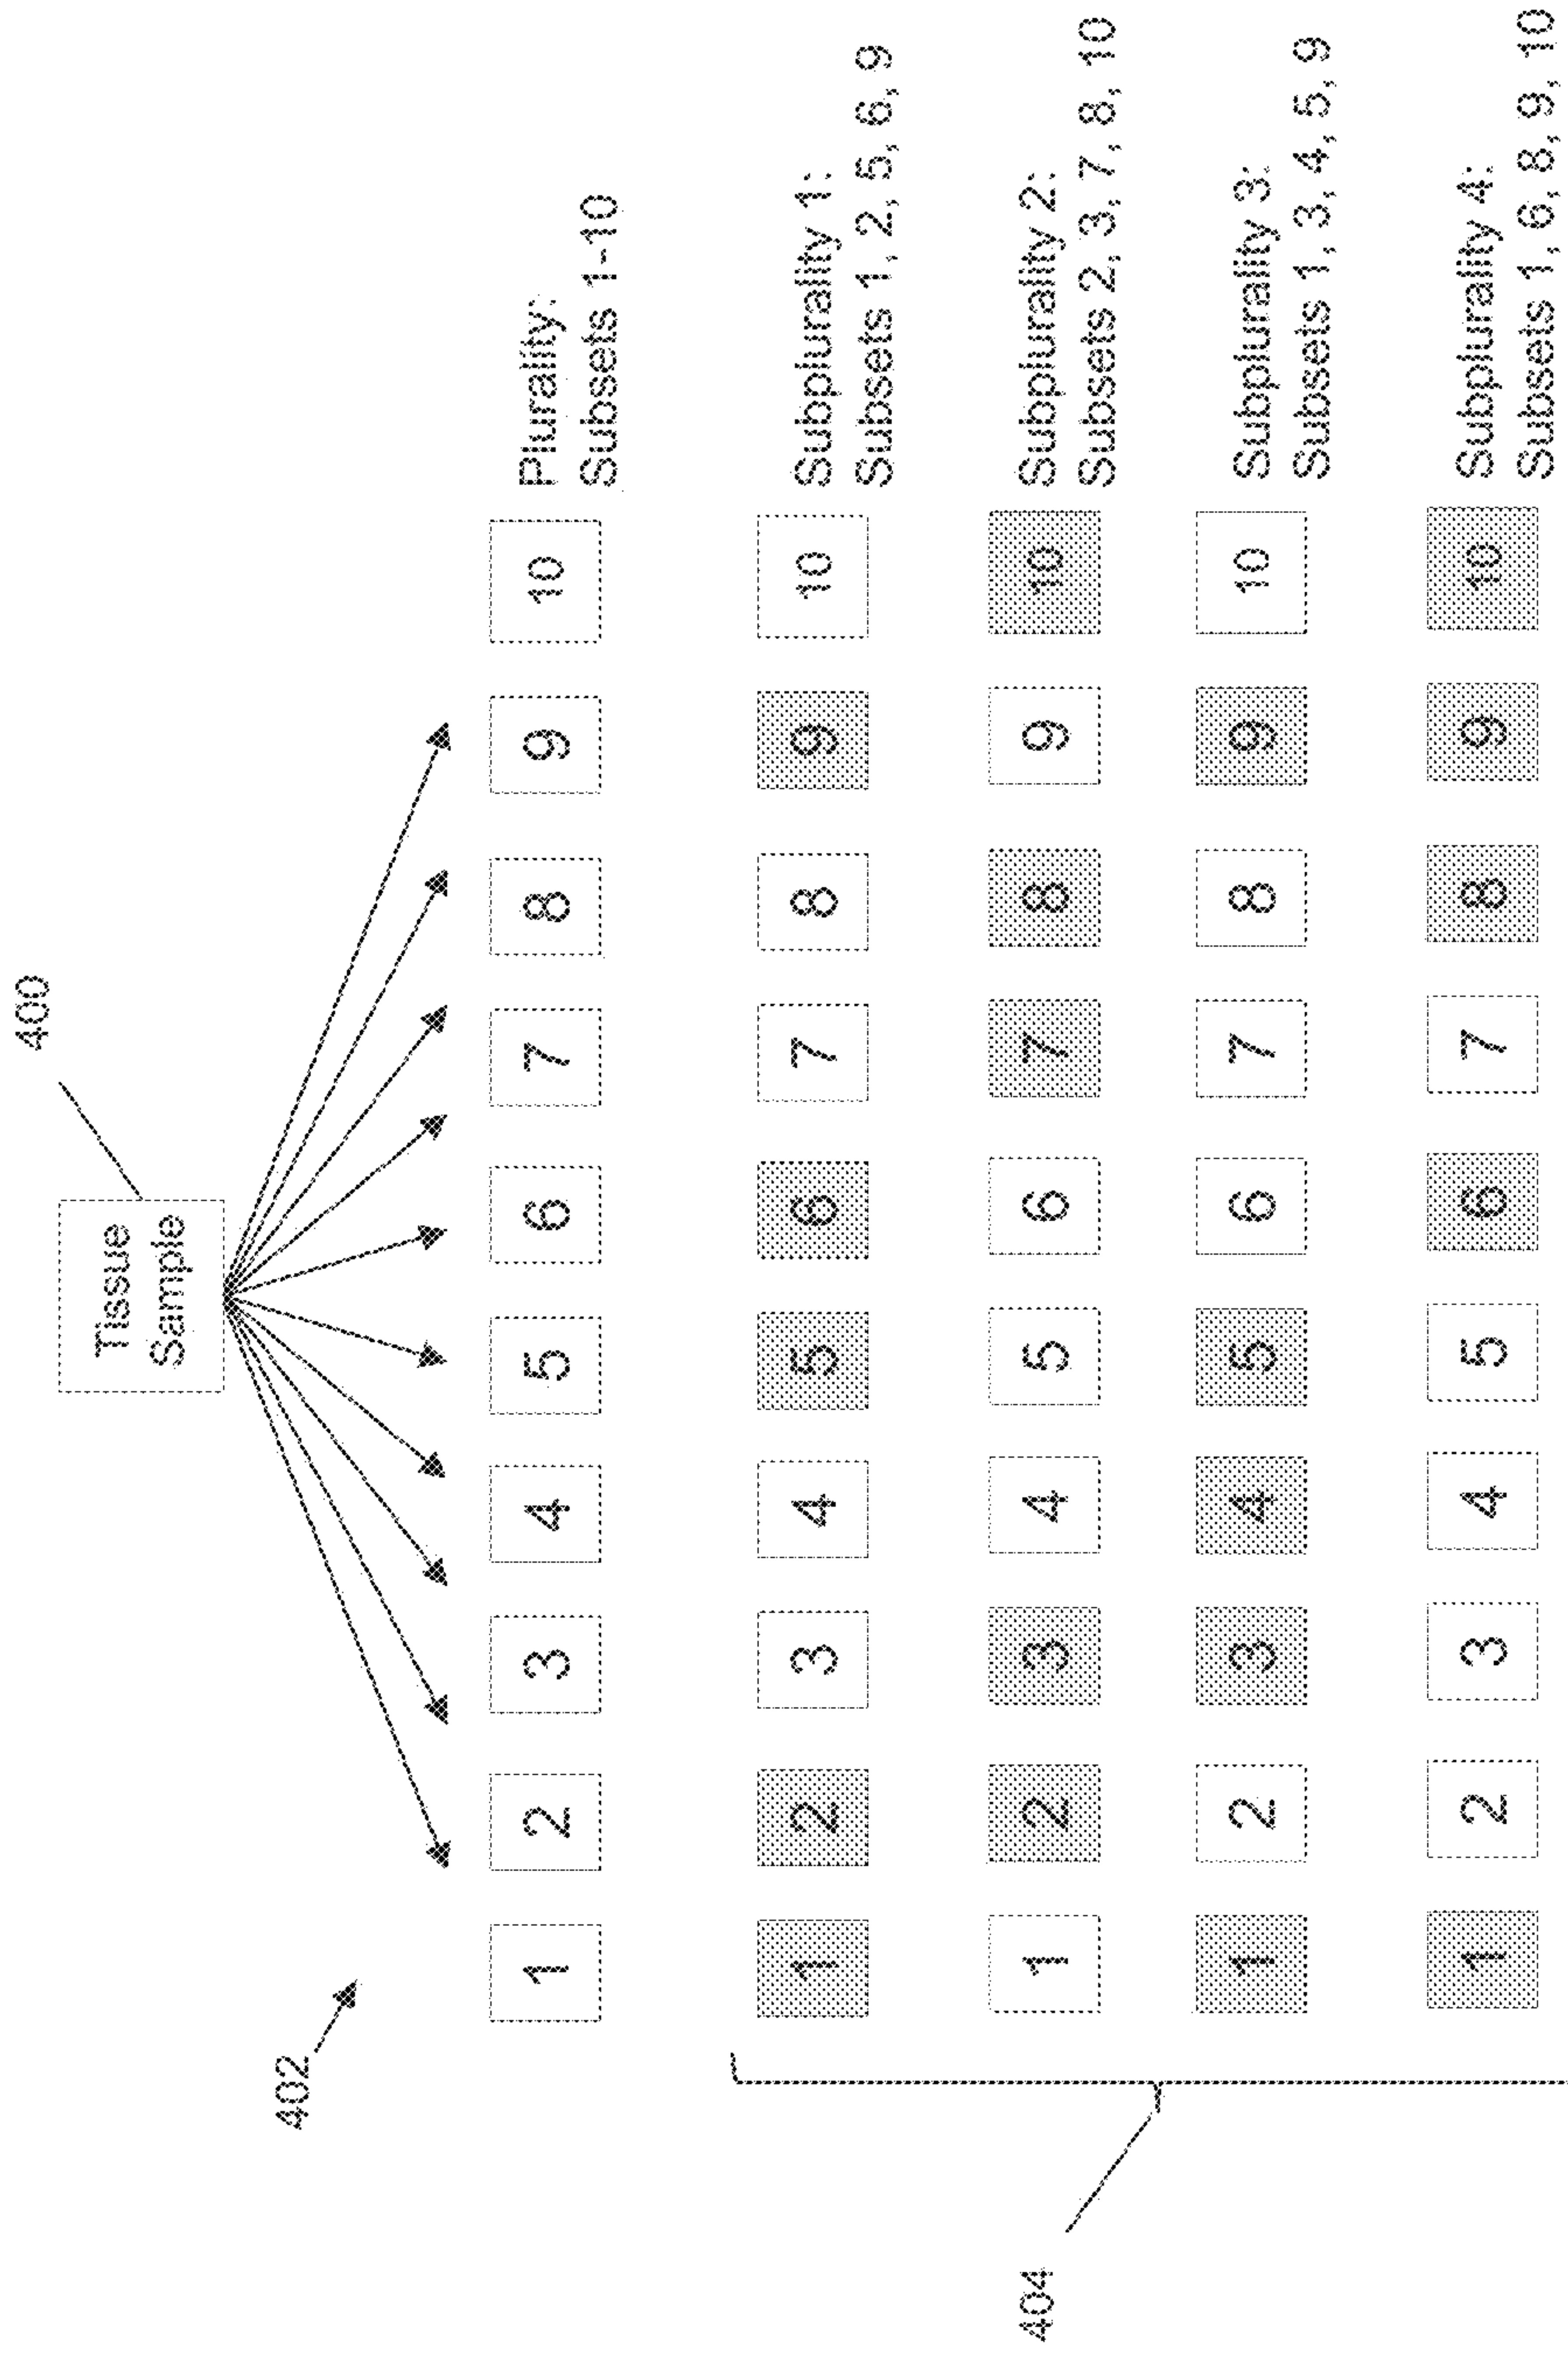 400
Tissue
Sample
402
1 2 3 4 5 6 7 8 9 10
Plurality:
Subsets 1-10
404
1 2 3 4 5 6 7 8 9 10
Subplurality 1:
Subsets 1, 2, 5, 6, 9
1 2 3 4 5 6 7 8 9 10
Subplurality 2:
Subsets 2, 3, 7, 8, 10
1 2 3 4 5 6 7 8 9 10
Subplurality 3:
Subsets 1, 3, 4, 5, 9
1 2 3 4 5 6 7 8 9 10
Subplurality 4:
Subsets 1, 6, 8, 9, 10